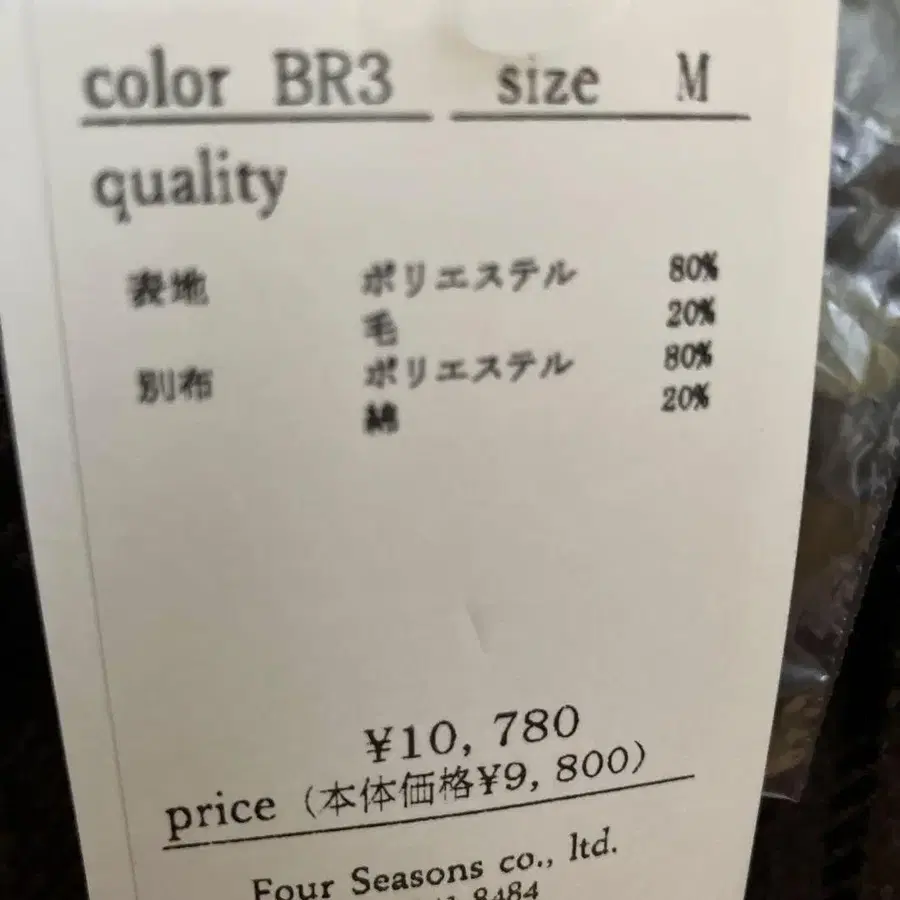 color BR3 size M
quality
表地 ポリエステル 80%
毛 20%
別布 ポリエステル 80%
綿 20%
¥10,780
price (本体価格¥9,800)
Four Seasons co., ltd.
8484